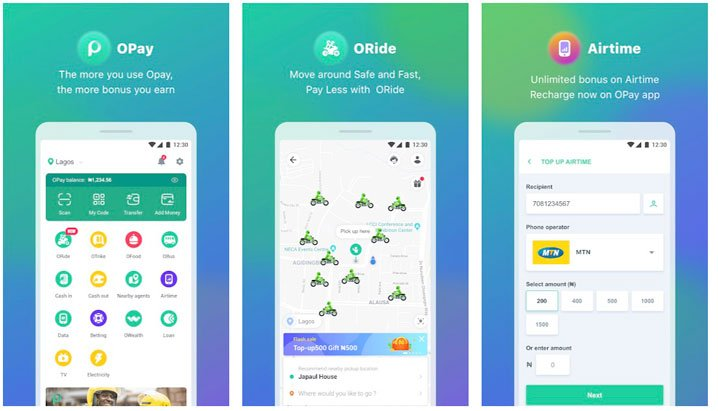 OPay
The more you use Opay,
the more bonus you earn
12:30
Lagos
OPay balance: ₦1,234.56
Scan
My Code
Transfer
Add Money
ORide
OTrike
OFood
OBus
Cash in
Cash out
Nearby agents
Airtime
Data
Betting
OWealth
Loan
TV
Electricity
ORide
Move around Safe and Fast,
Pay Less with ORide
12:30
Conference and
Exhibition Center
Pick up here
NECA Events Centre
AGIDINGBI
ALAUSA
Lagos
Flash sale
Top-up500 Gift ₦500
Recommend nearby pickup location
Japaul House
Where would you like to go ?
Airtime
Unlimited bonus on Airtime
Recharge now on OPay app
12:30
TOP UP AIRTIME
Recipient
7081234567
Phone operator
MTN
MTN
Select amount (₦)
200
400
500
1000
1500
Or enter amount
₦
0
Next